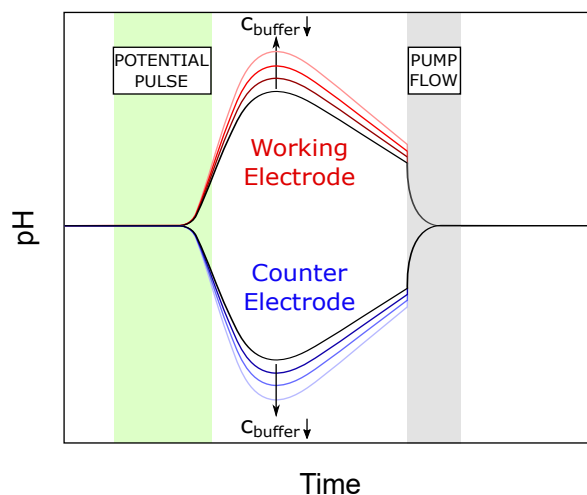 c_buffer ↓
POTENTIAL
PULSE
PUMP
FLOW
Working
Electrode
pH
Counter
Electrode
c_buffer ↓
Time